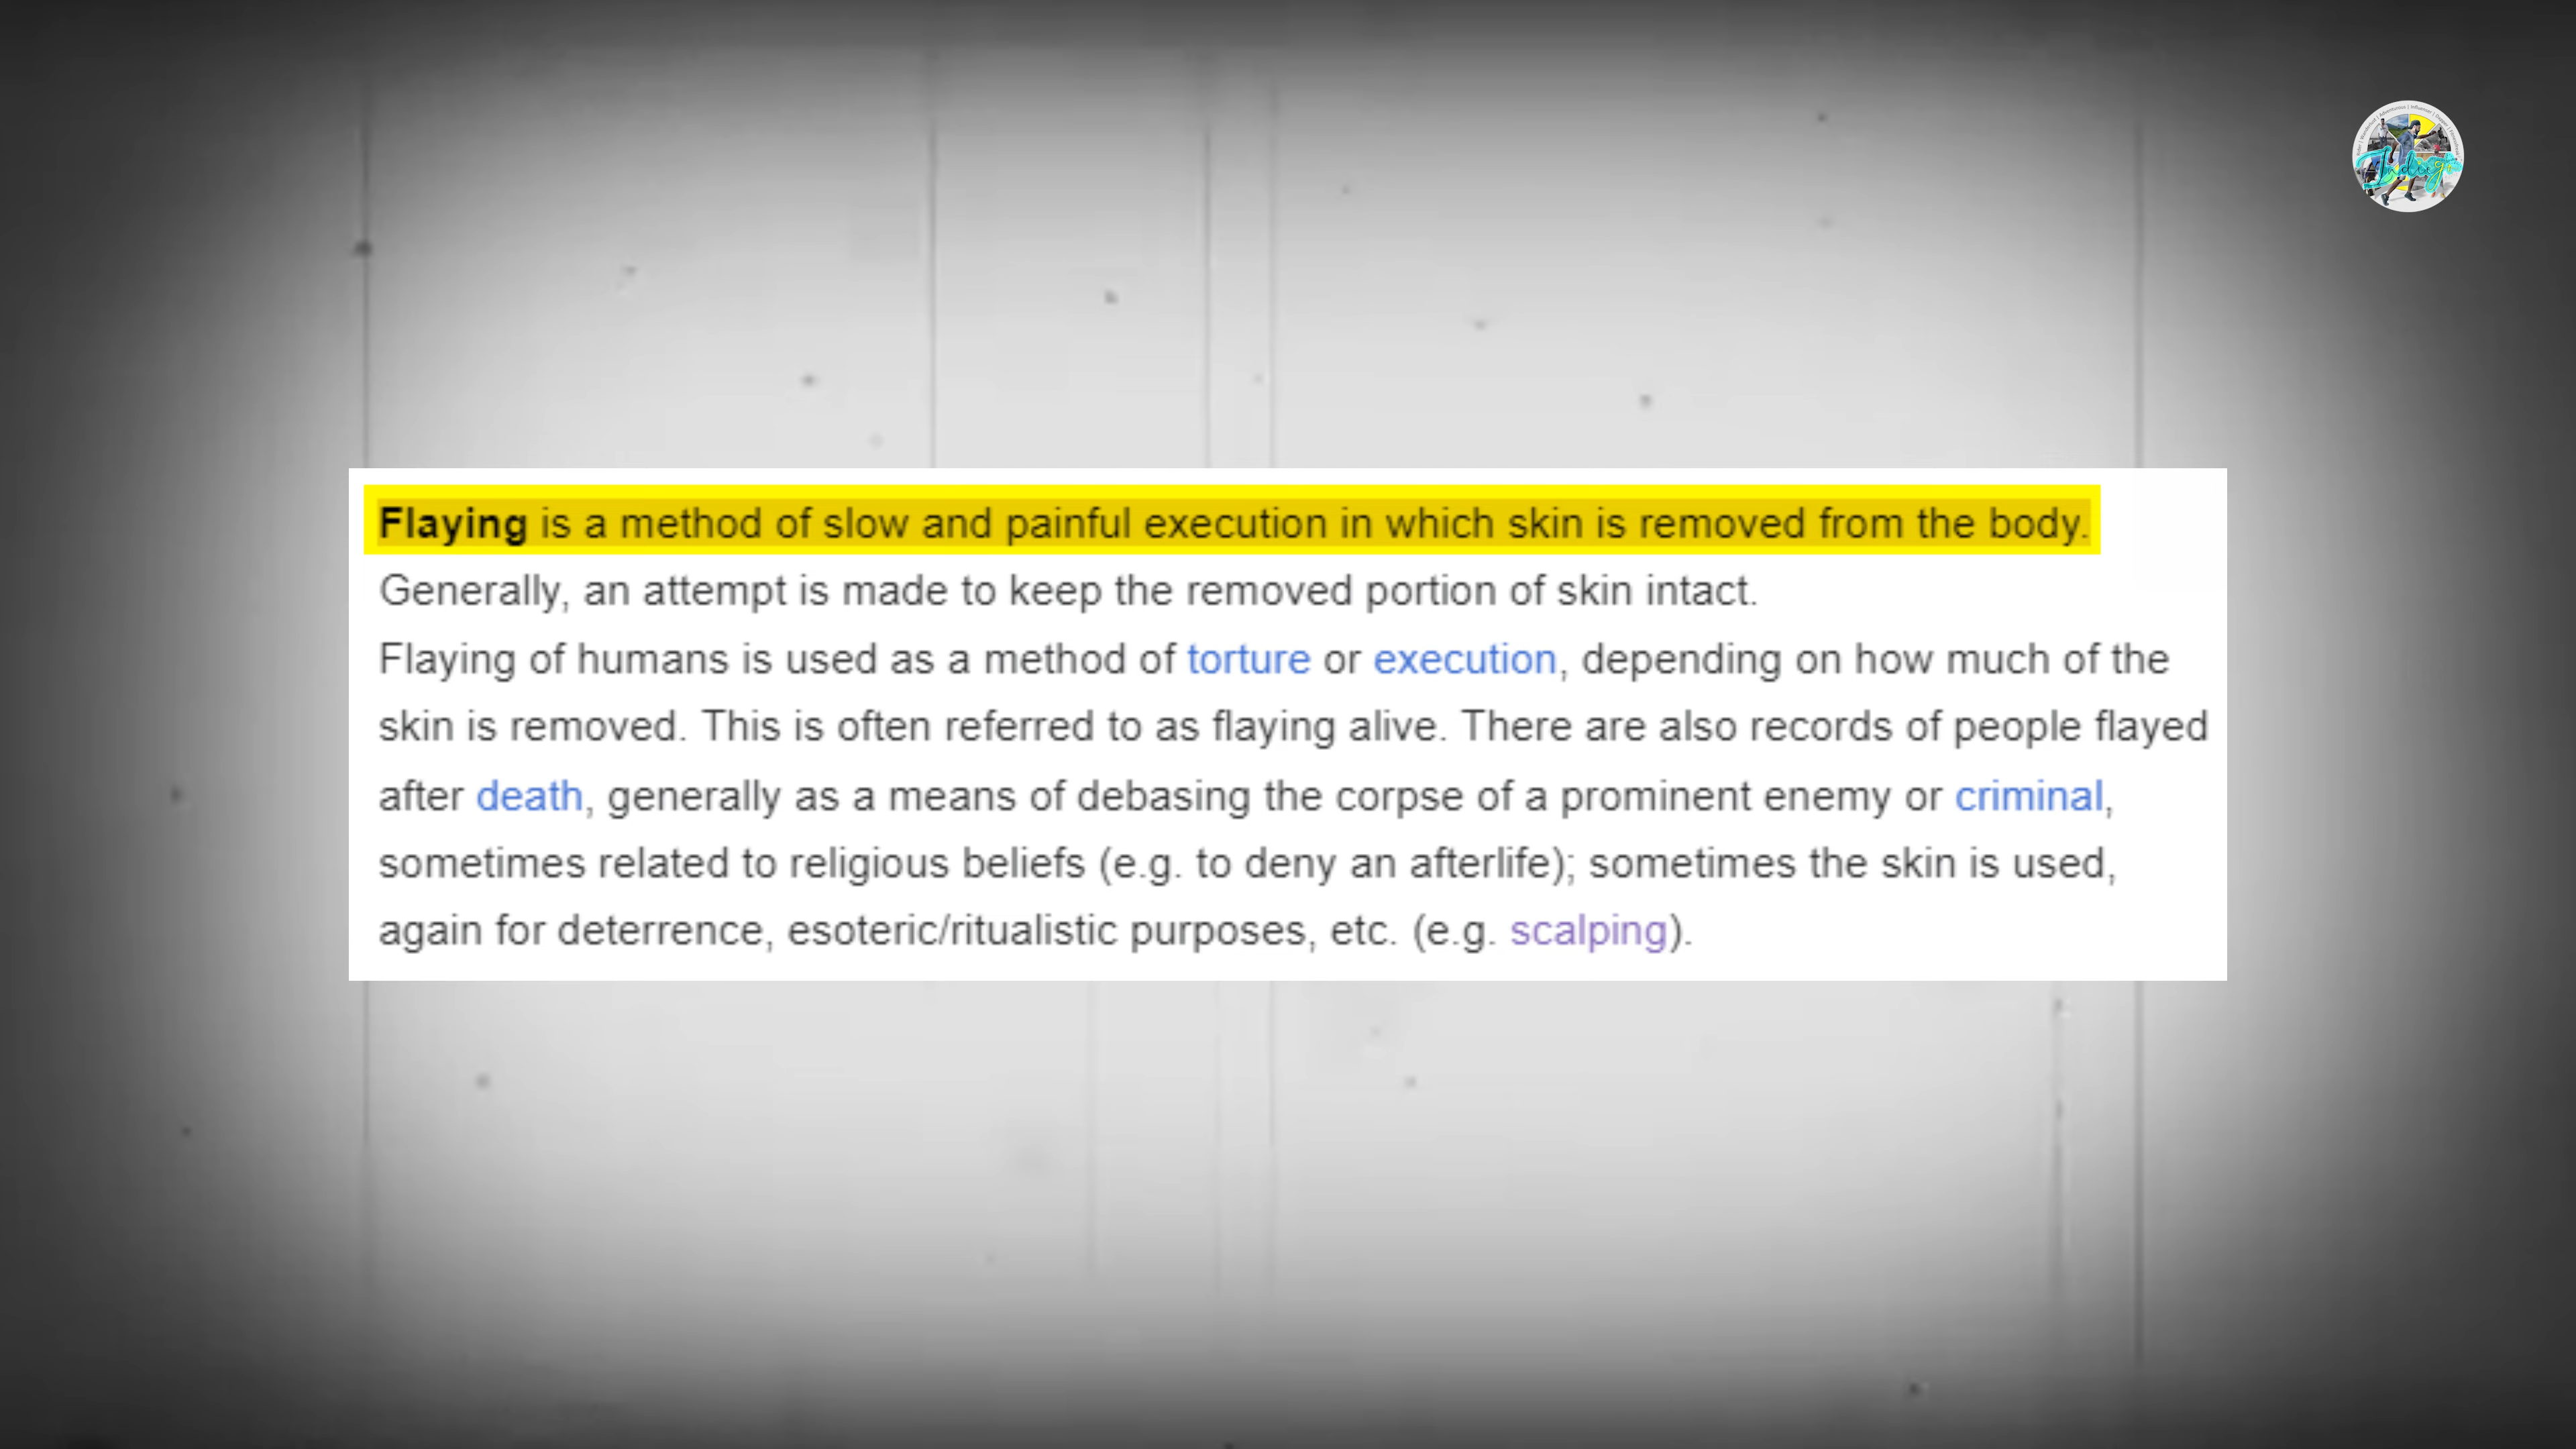 Flaying is a method of slow and painful execution in which skin is removed from the body.
Generally, an attempt is made to keep the removed portion of skin intact.
Flaying of humans is used as a method of torture or execution, depending on how much of the
skin is removed. This is often referred to as flaying alive. There are also records of people flayed
after death, generally as a means of debasing the corpse of a prominent enemy or criminal,
sometimes related to religious beliefs (e.g. to deny an afterlife); sometimes the skin is used,
again for deterrence, esoteric/ritualistic purposes, etc. (e.g. scalping).
Indigo